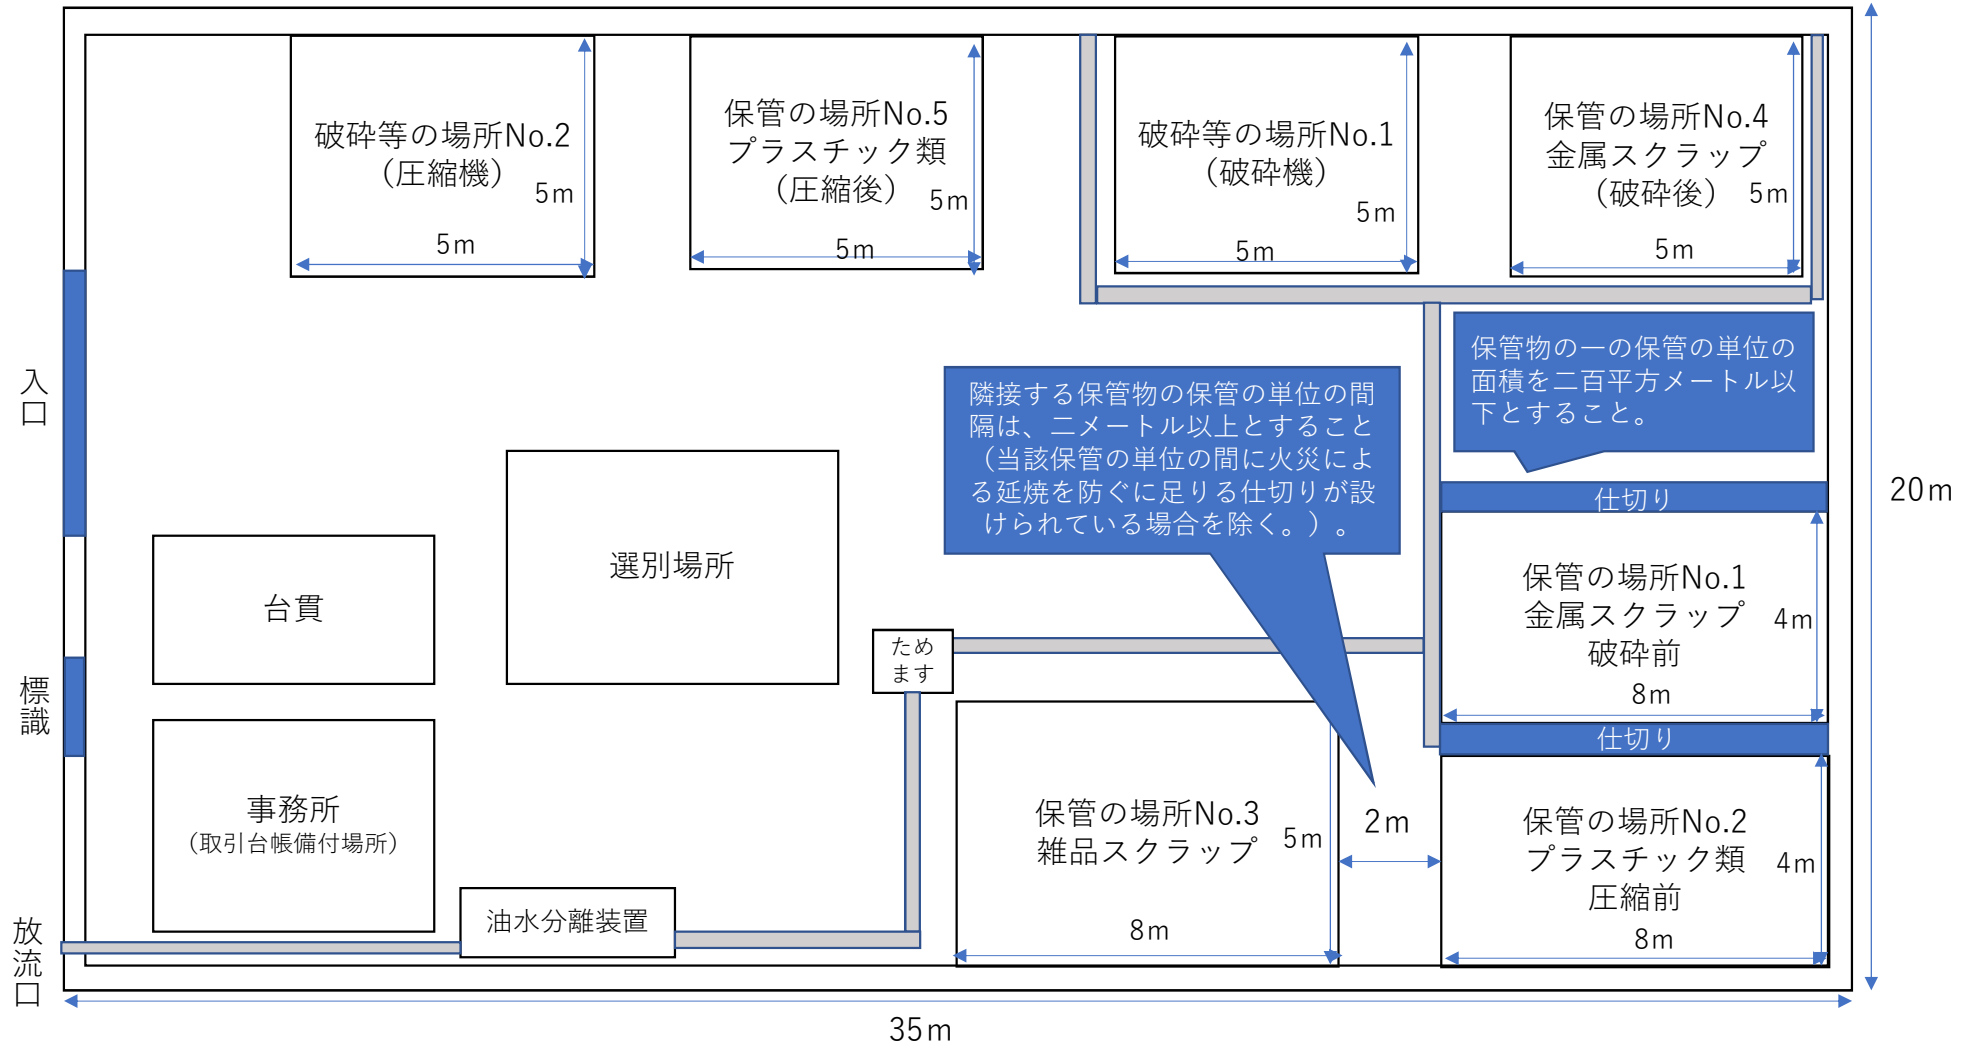 破砕等の場所No.2
（圧縮機）
5m
5m
保管の場所No.5
プラスチック類
（圧縮後）
5m
5m
破砕等の場所No.1
（破砕機）
5m
5m
保管の場所No.4
金属スクラップ
（破砕後）
5m
5m
保管物の一の保管の単位の
面積を二百平方メートル以
下とすること。
隣接する保管物の保管の単位の間
隔は、二メートル以上とすること
（当該保管の単位の間に火災によ
る延焼を防ぐに足りる仕切りが設
けられている場合を除く。）。
入口
標識
放流口
台貫
選別場所
ため
ます
事務所
（取引台帳備付場所）
油水分離装置
仕切り
保管の場所No.1
金属スクラップ
破砕前
4m
8m
仕切り
保管の場所No.3
雑品スクラップ
5m
8m
2m
保管の場所No.2
プラスチック類
圧縮前
4m
8m
20m
35m